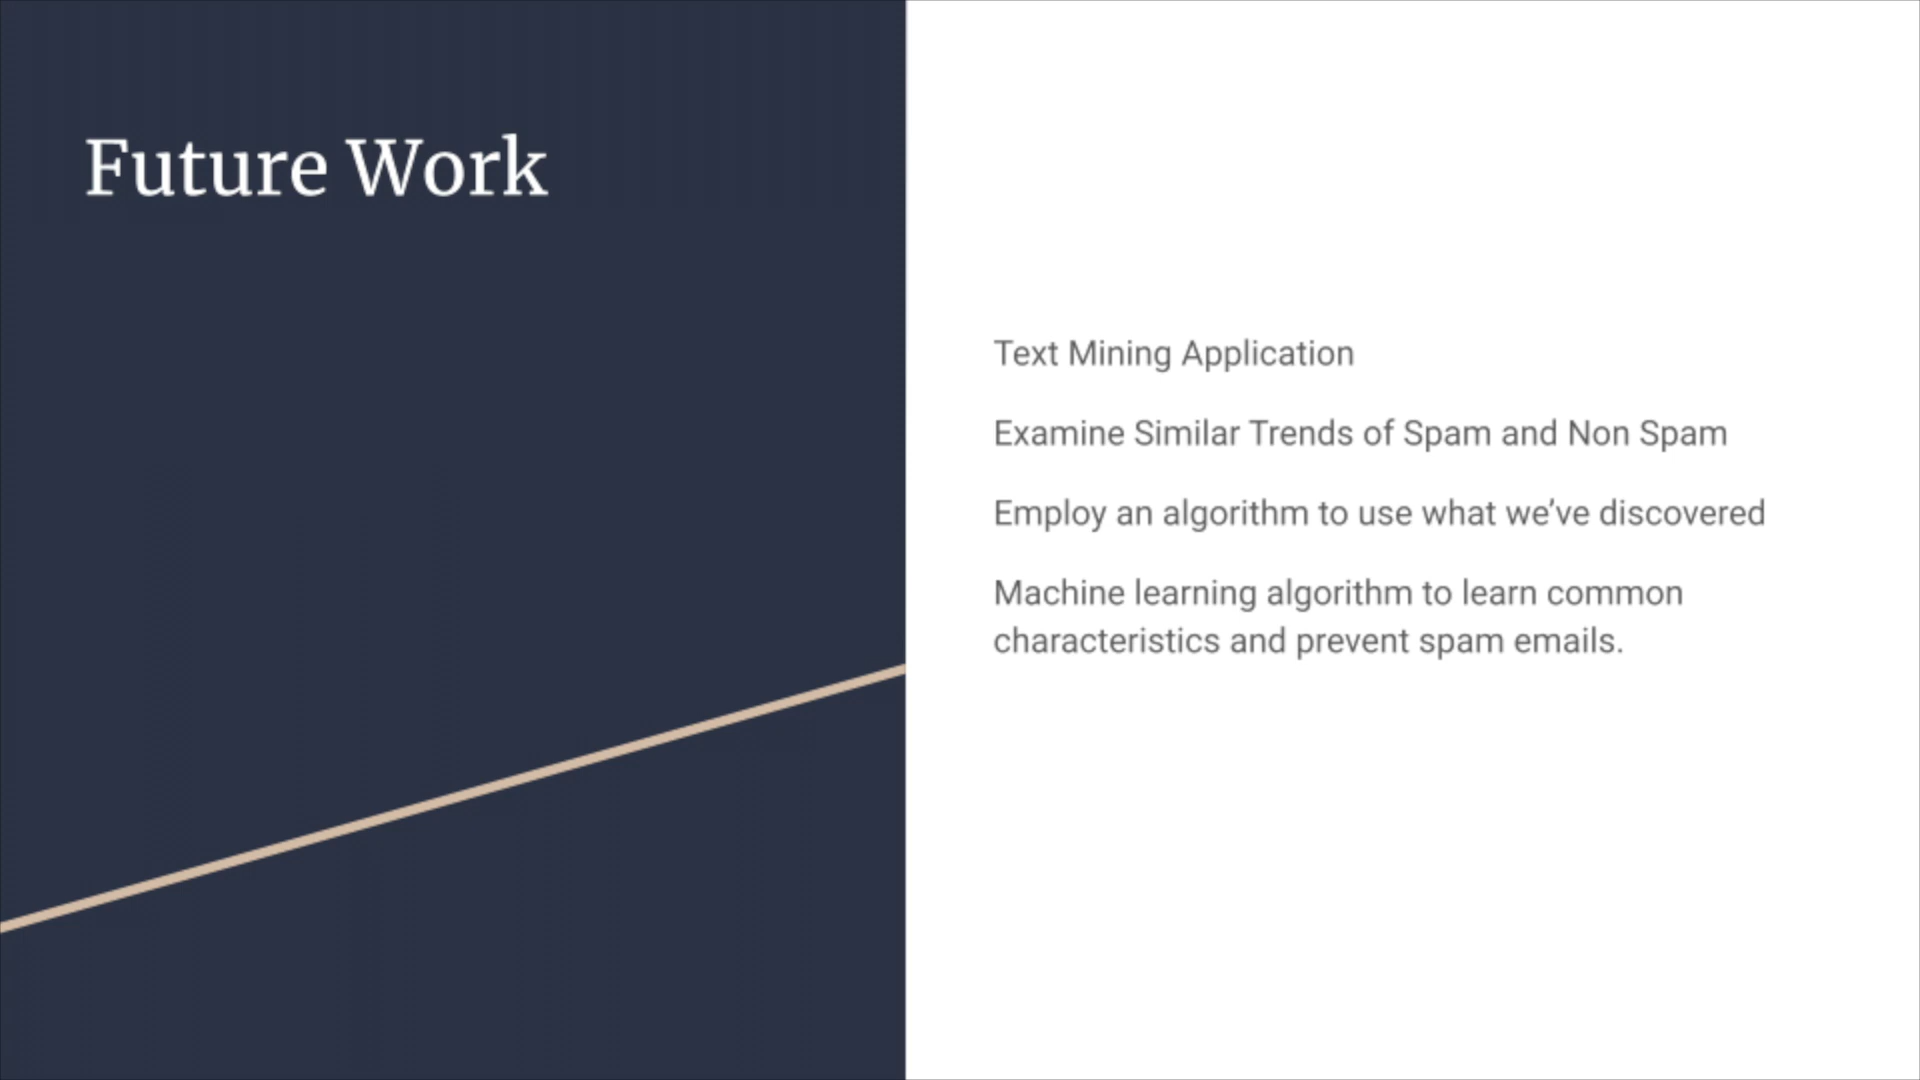 Future Work
Text Mining Application
Examine Similar Trends of Spam and Non Spam
Employ an algorithm to use what we’ve discovered
Machine learning algorithm to learn common
characteristics and prevent spam emails.